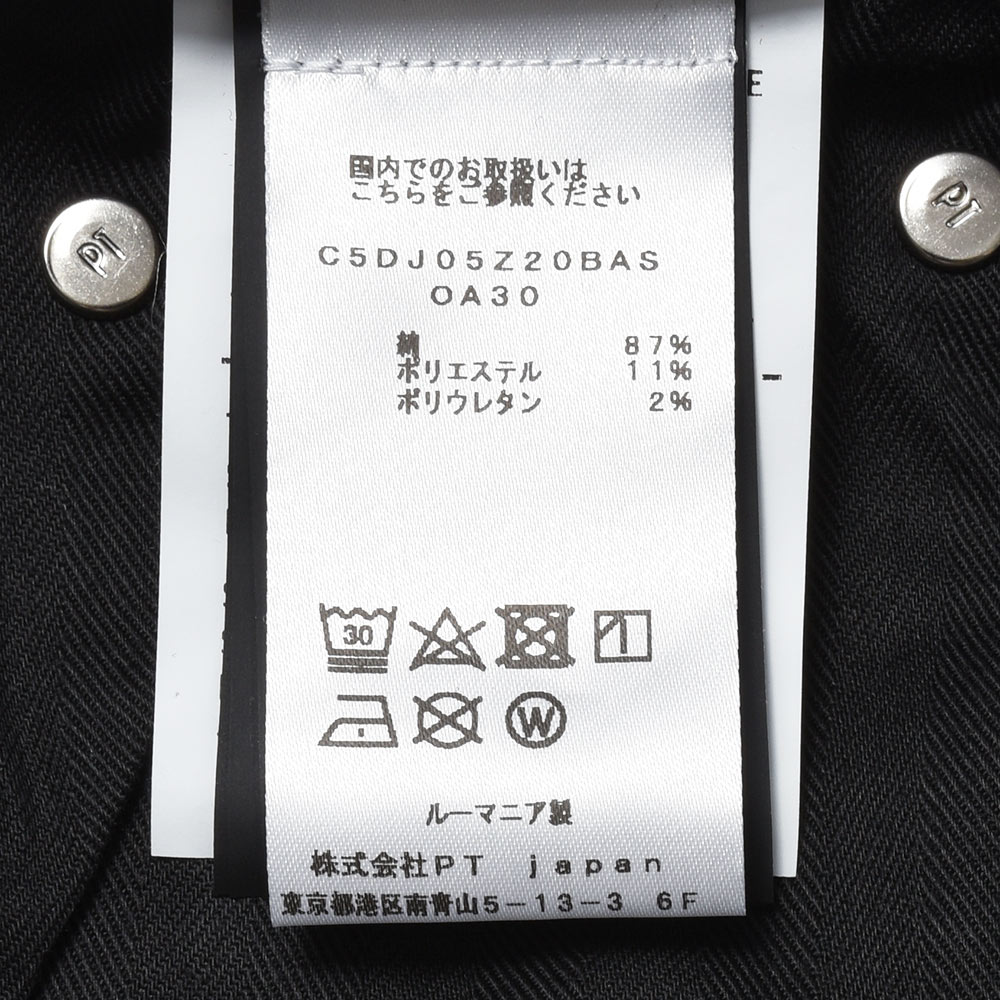 国内でのお取扱いは
こちらをご参照ください
C5DJ05Z20BAS
OA30
綿 87%
ポリエステル 11%
ポリウレタン 2%
30
W
ルーマニア製
株式会社PT japan
東京都港区南青山5-13-3 6F
PT
PT
E